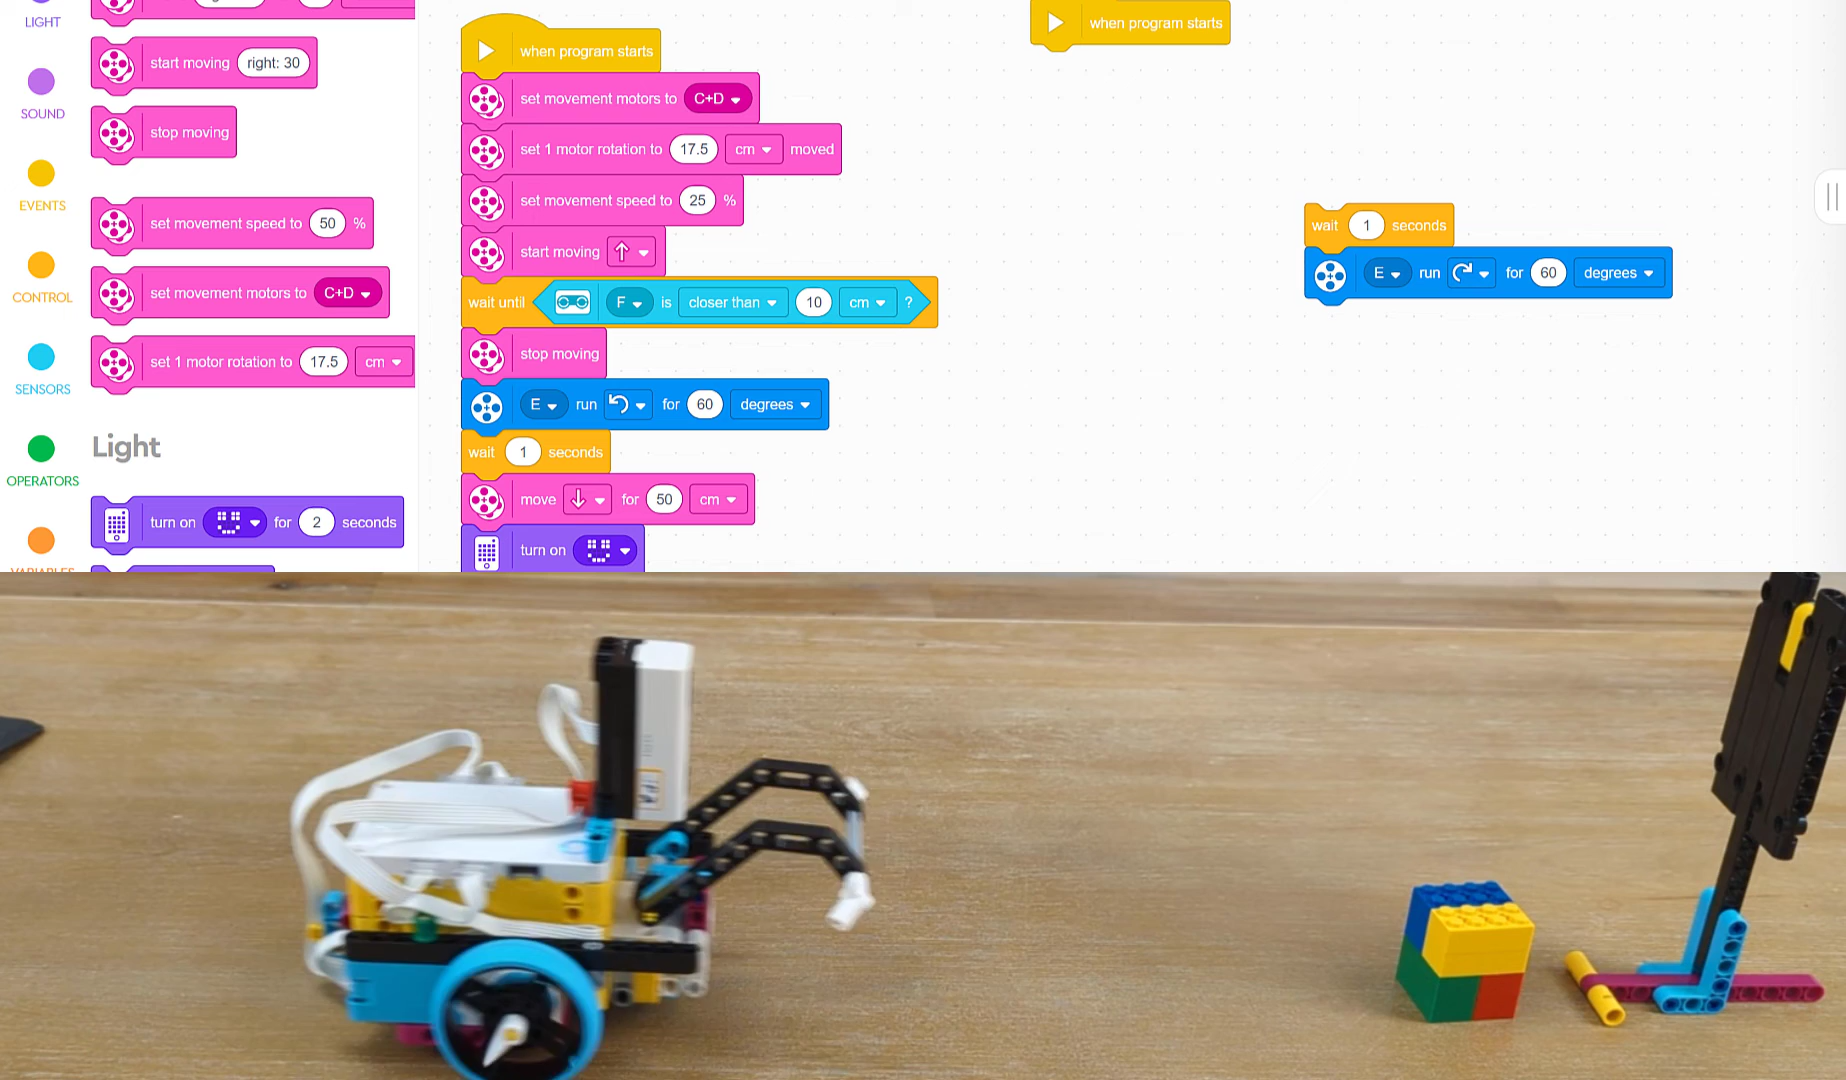 LIGHT
SOUND
EVENTS
CONTROL
SENSORS
OPERATORS
start moving right: 30
stop moving
set movement speed to 50 %
set movement motors to C+D
set 1 motor rotation to 17.5 cm
Light
turn on for 2 seconds
when program starts
set movement motors to C+D
set 1 motor rotation to 17.5 cm moved
set movement speed to 25 %
start moving
wait until F is closer than 10 cm ?
stop moving
E run for 60 degrees
wait 1 seconds
move for 50 cm
turn on
when program starts
wait 1 seconds
E run for 60 degrees